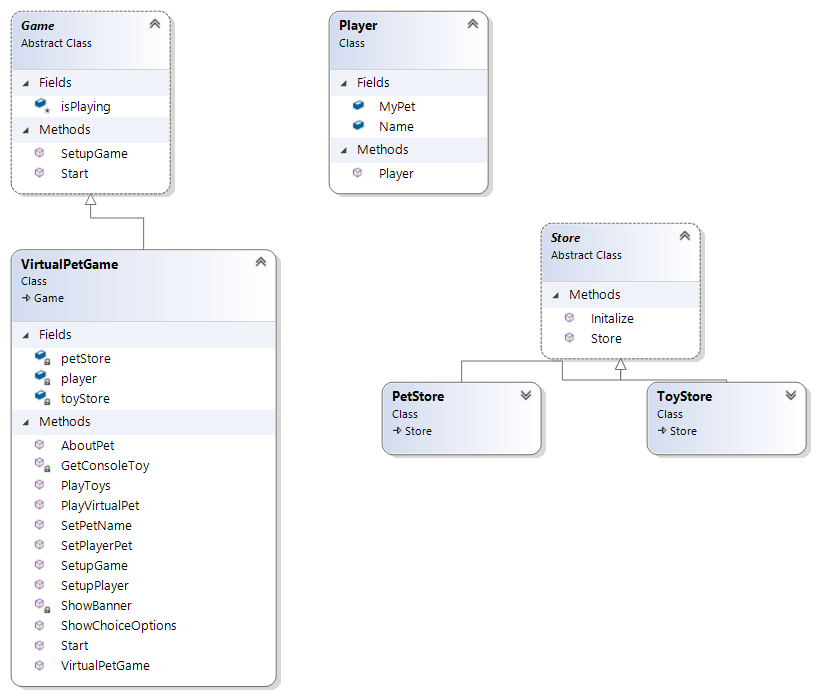 Game
Abstract Class
Fields
isPlaying
Methods
SetupGame
Start
Player
Class
Fields
MyPet
Name
Methods
Player
VirtualPetGame
Class
Game
Fields
petStore
player
toyStore
Methods
AboutPet
GetConsoleToy
PlayToys
PlayVirtualPet
SetPetName
SetPlayerPet
SetupGame
SetupPlayer
ShowBanner
ShowChoiceOptions
Start
VirtualPetGame
Store
Abstract Class
Methods
Initalize
Store
PetStore
Class
Store
ToyStore
Class
Store